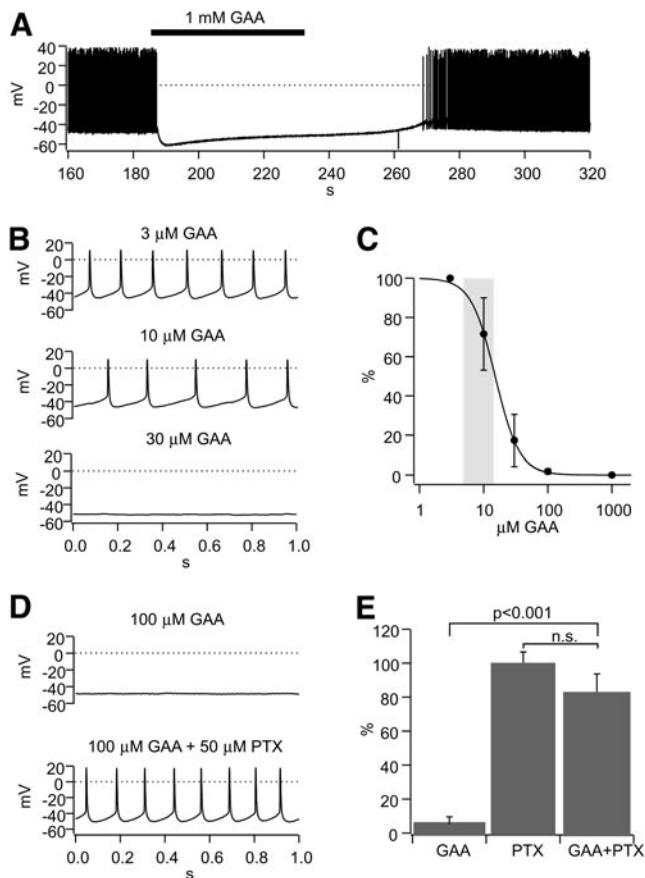 A
1 mM GAA
mV
40
20
0
-20
-40
-60
160 180 200 220 240 260 280 300 320
s
B
3 µM GAA
mV
20
0
-20
-40
-60
10 µM GAA
mV
20
0
-20
-40
-60
30 µM GAA
mV
20
0
-20
-40
-60
0.0 0.2 0.4 0.6 0.8 1.0
s
C
%
100
80
60
40
20
0
1 10 100 1000
µM GAA
D
100 µM GAA
mV
20
0
-20
-40
-60
100 µM GAA + 50 µM PTX
mV
20
0
-20
-40
-60
0.0 0.2 0.4 0.6 0.8 1.0
s
E
p<0.001
n.s.
%
120
100
80
60
40
20
0
GAA PTX GAA+PTX